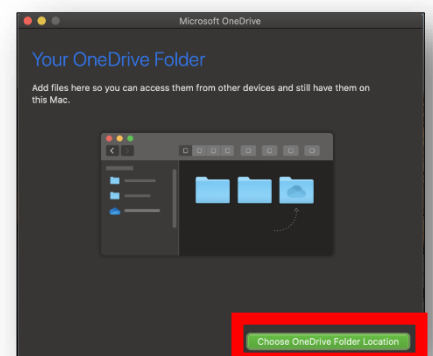 Microsoft OneDrive
Your OneDrive Folder
Add files here so you can access them from other devices and still have them on
this Mac.
Choose OneDrive Folder Location